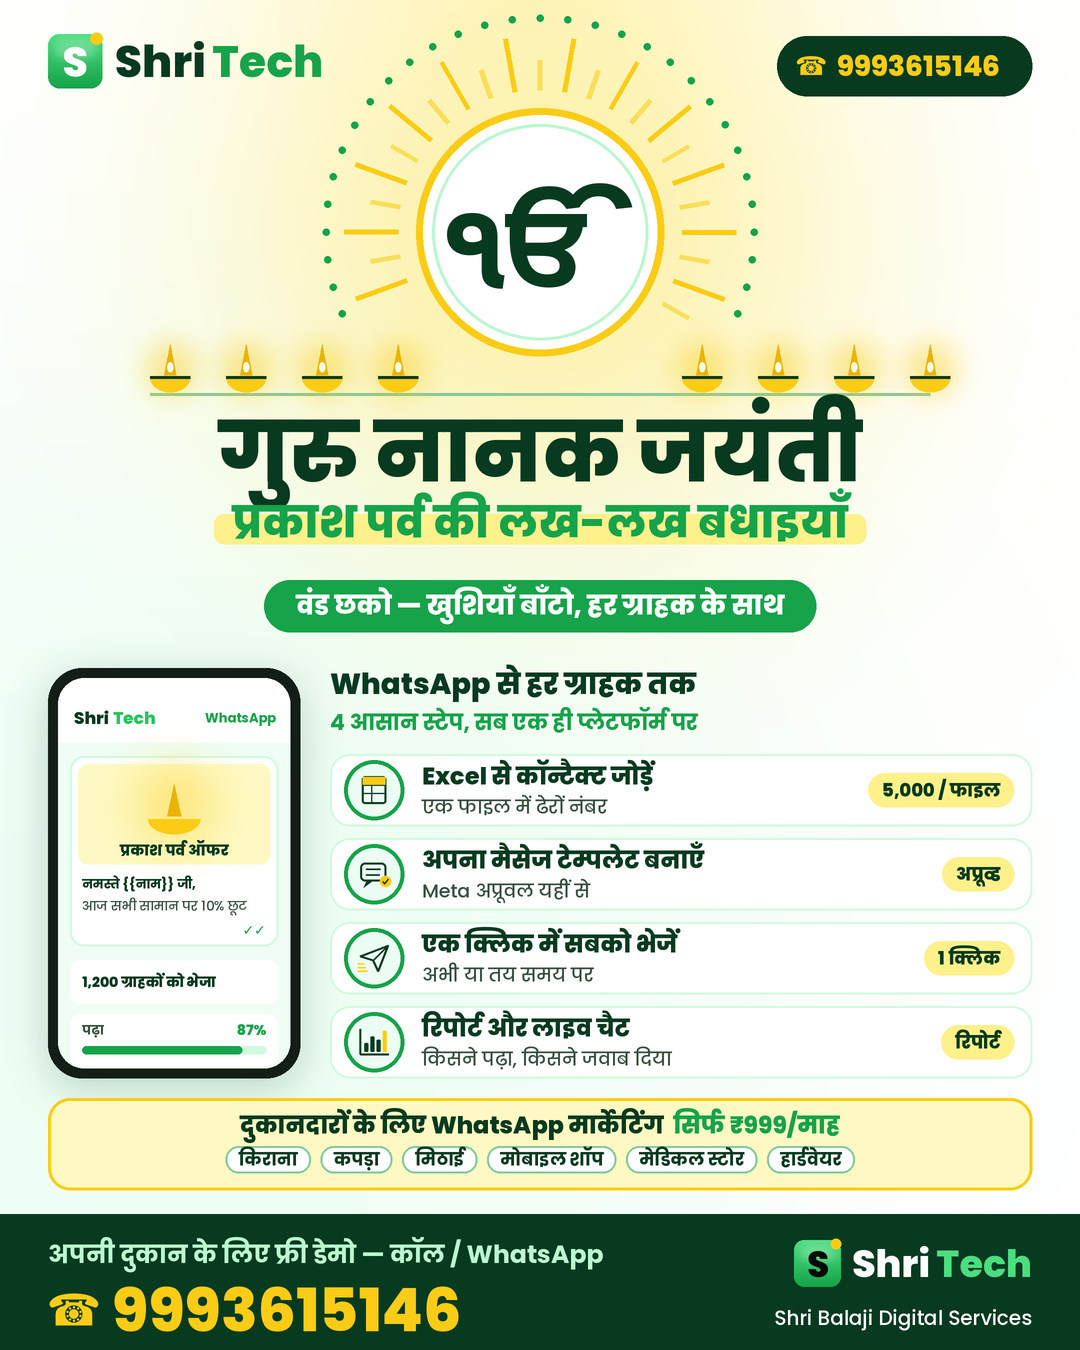 S Shri Tech
☎ 9993615146
ੴ
गुरु नानक जयंती
प्रकाश पर्व की लख-लख बधाइयाँ
वंड छको — खुशियाँ बाँटो, हर ग्राहक के साथ
Shri Tech WhatsApp
प्रकाश पर्व ऑफर
नमस्ते {{नाम}} जी,
आज सभी सामान पर 10% छूट
✓✓
1,200 ग्राहकों को भेजा
पढ़ा 87%
WhatsApp से हर ग्राहक तक
4 आसान स्टेप, सब एक ही प्लेटफॉर्म पर
Excel से कॉन्टैक्ट जोड़ें
एक फाइल में ढेरों नंबर
5,000 / फाइल
अपना मैसेज टेम्पलेट बनाएँ
Meta अप्रूवल यहीं से
अप्रूव्ड
एक क्लिक में सबको भेजें
अभी या तय समय पर
1 क्लिक
रिपोर्ट और लाइव चैट
किसने पढ़ा, किसने जवाब दिया
रिपोर्ट
दुकानदारों के लिए WhatsApp मार्केटिंग सिर्फ ₹999/माह
किराना कपड़ा मिठाई मोबाइल शॉप मेडिकल स्टोर हार्डवेयर
अपनी दुकान के लिए फ्री डेमो — कॉल / WhatsApp
☎ 9993615146
S Shri Tech
Shri Balaji Digital Services